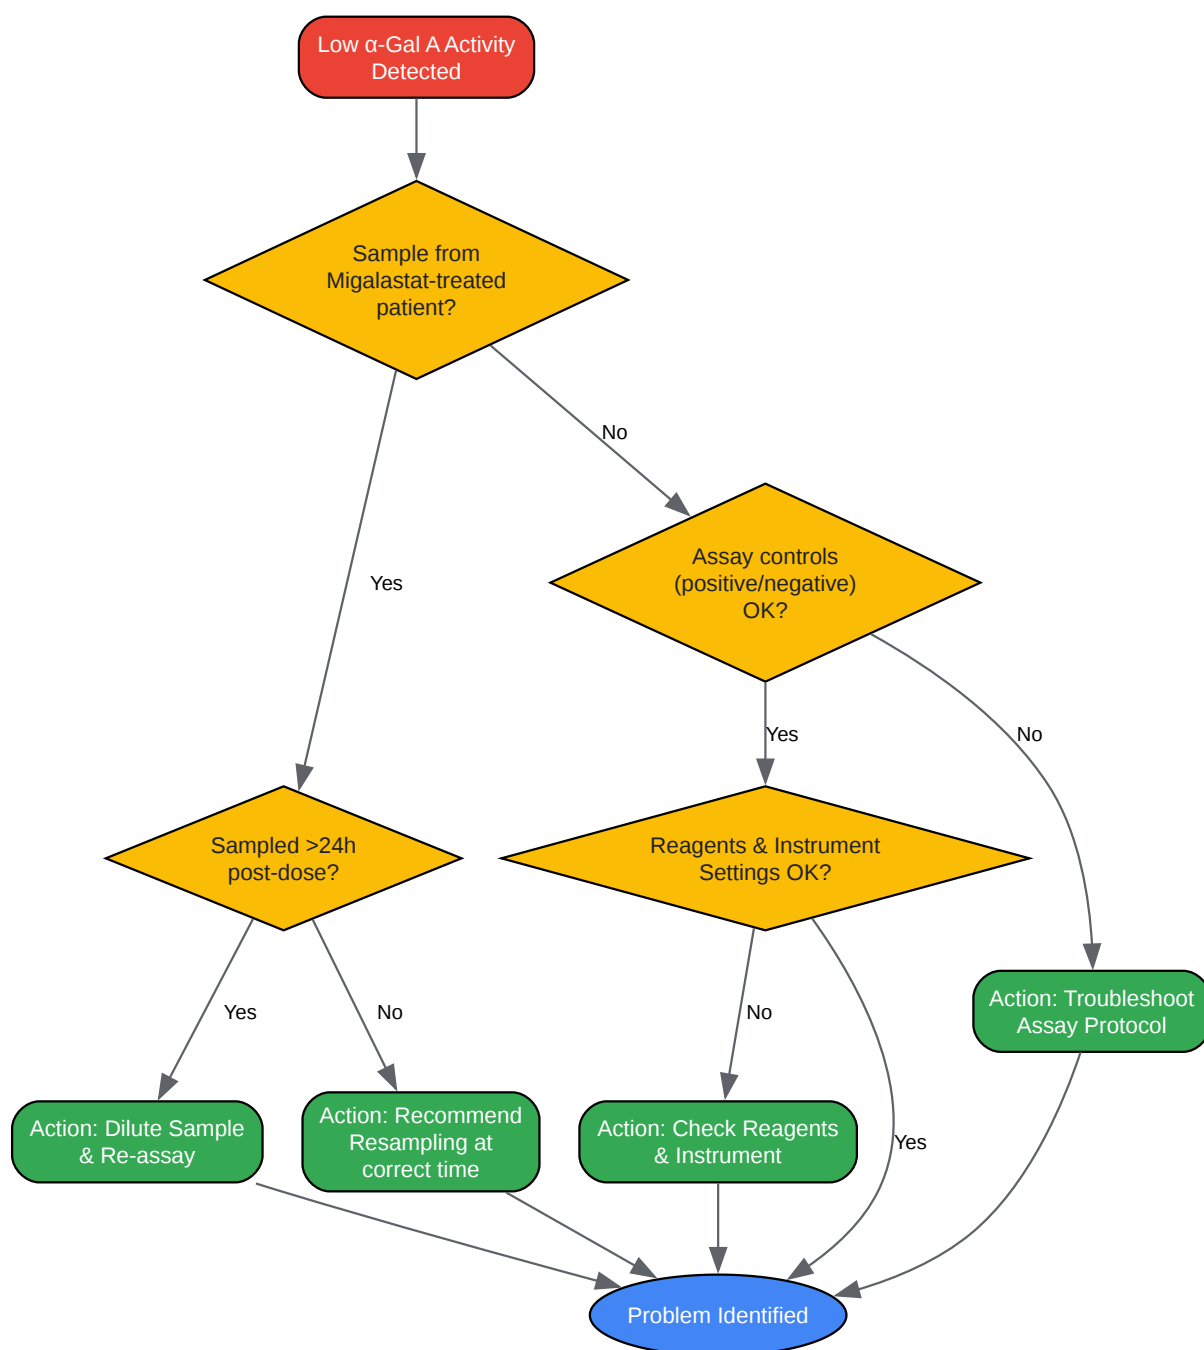 Low α-Gal A Activity
Detected
Sample from
Migalastat-treated
patient?
No
Assay controls
(positive/negative)
OK?
Yes
Yes
No
Sampled >24h
post-dose?
Reagents & Instrument
Settings OK?
Yes
No
No
Action: Troubleshoot
Assay Protocol
Action: Dilute Sample
& Re-assay
Action: Recommend
Resampling at
correct time
Action: Check Reagents
& Instrument
Yes
Problem Identified